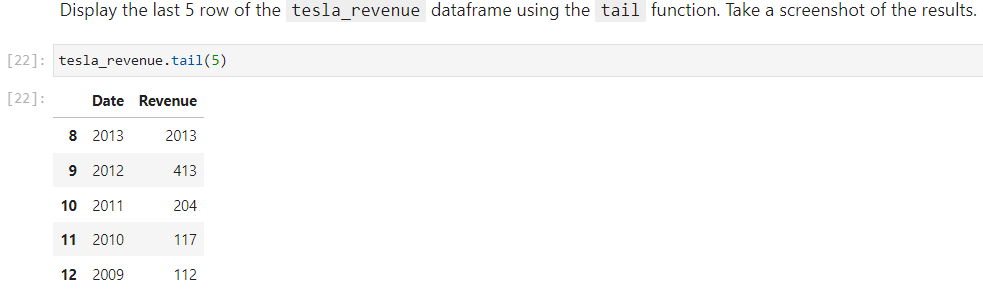 Display the last 5 row of the tesla_revenue dataframe using the tail function. Take a screenshot of the results.
[22]: tesla_revenue.tail(5)
[22]: Date Revenue
8 2013 2013
9 2012 413
10 2011 204
11 2010 117
12 2009 112